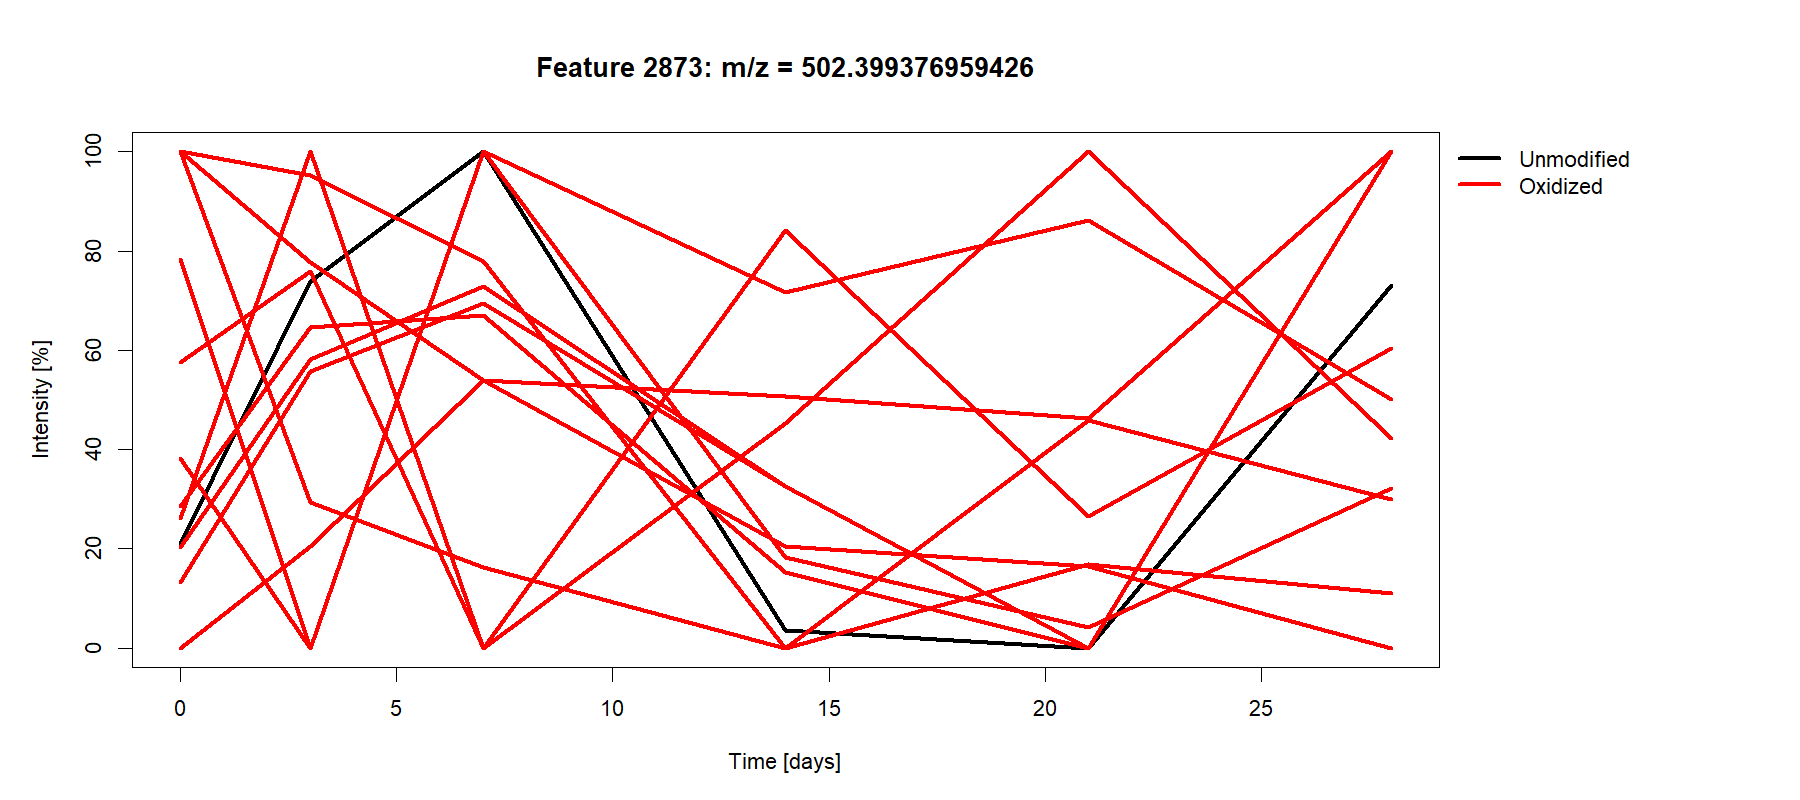 Feature 2873: m/z = 502.399376959426
Unmodified
Oxidized
Intensity [%]
100
80
60
40
20
0
0 5 10 15 20 25
Time [days]